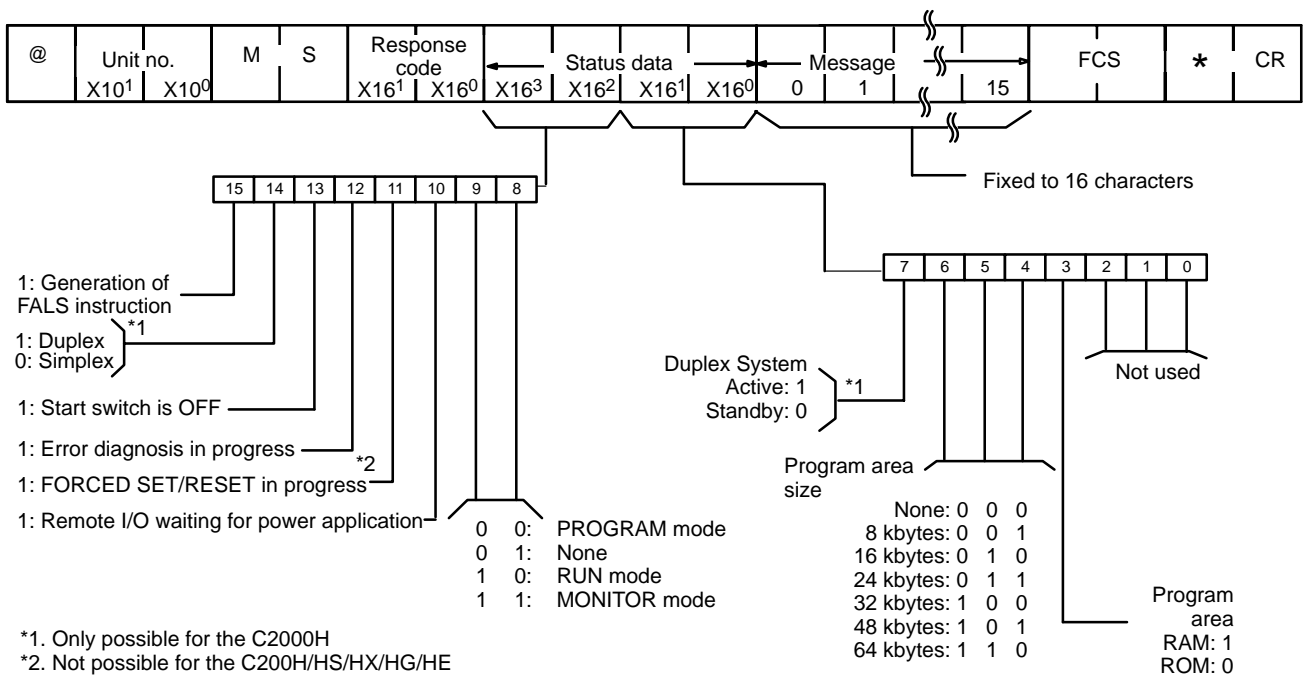 @ Unit no. M S Response code Status data Message FCS * CR
X10¹ X10⁰ X16¹ X16⁰ X16³ X16² X16¹ X16⁰ 0 1 15
Fixed to 16 characters
15 14 13 12 11 10 9 8
1: Generation of
FALS instruction
1: Duplex
0: Simplex
*1
1: Start switch is OFF
1: Error diagnosis in progress
*2
1: FORCED SET/RESET in progress
1: Remote I/O waiting for power application
0 0: PROGRAM mode
0 1: None
1 0: RUN mode
1 1: MONITOR mode
7 6 5 4 3 2 1 0
Not used
Duplex System
Active: 1
Standby: 0
*1
Program area
size
None: 0 0 0
8 kbytes: 0 0 1
16 kbytes: 0 1 0
24 kbytes: 0 1 1
32 kbytes: 1 0 0
48 kbytes: 1 0 1
64 kbytes: 1 1 0
Program
area
RAM: 1
ROM: 0
*1. Only possible for the C2000H
*2. Not possible for the C200H/HS/HX/HG/HE